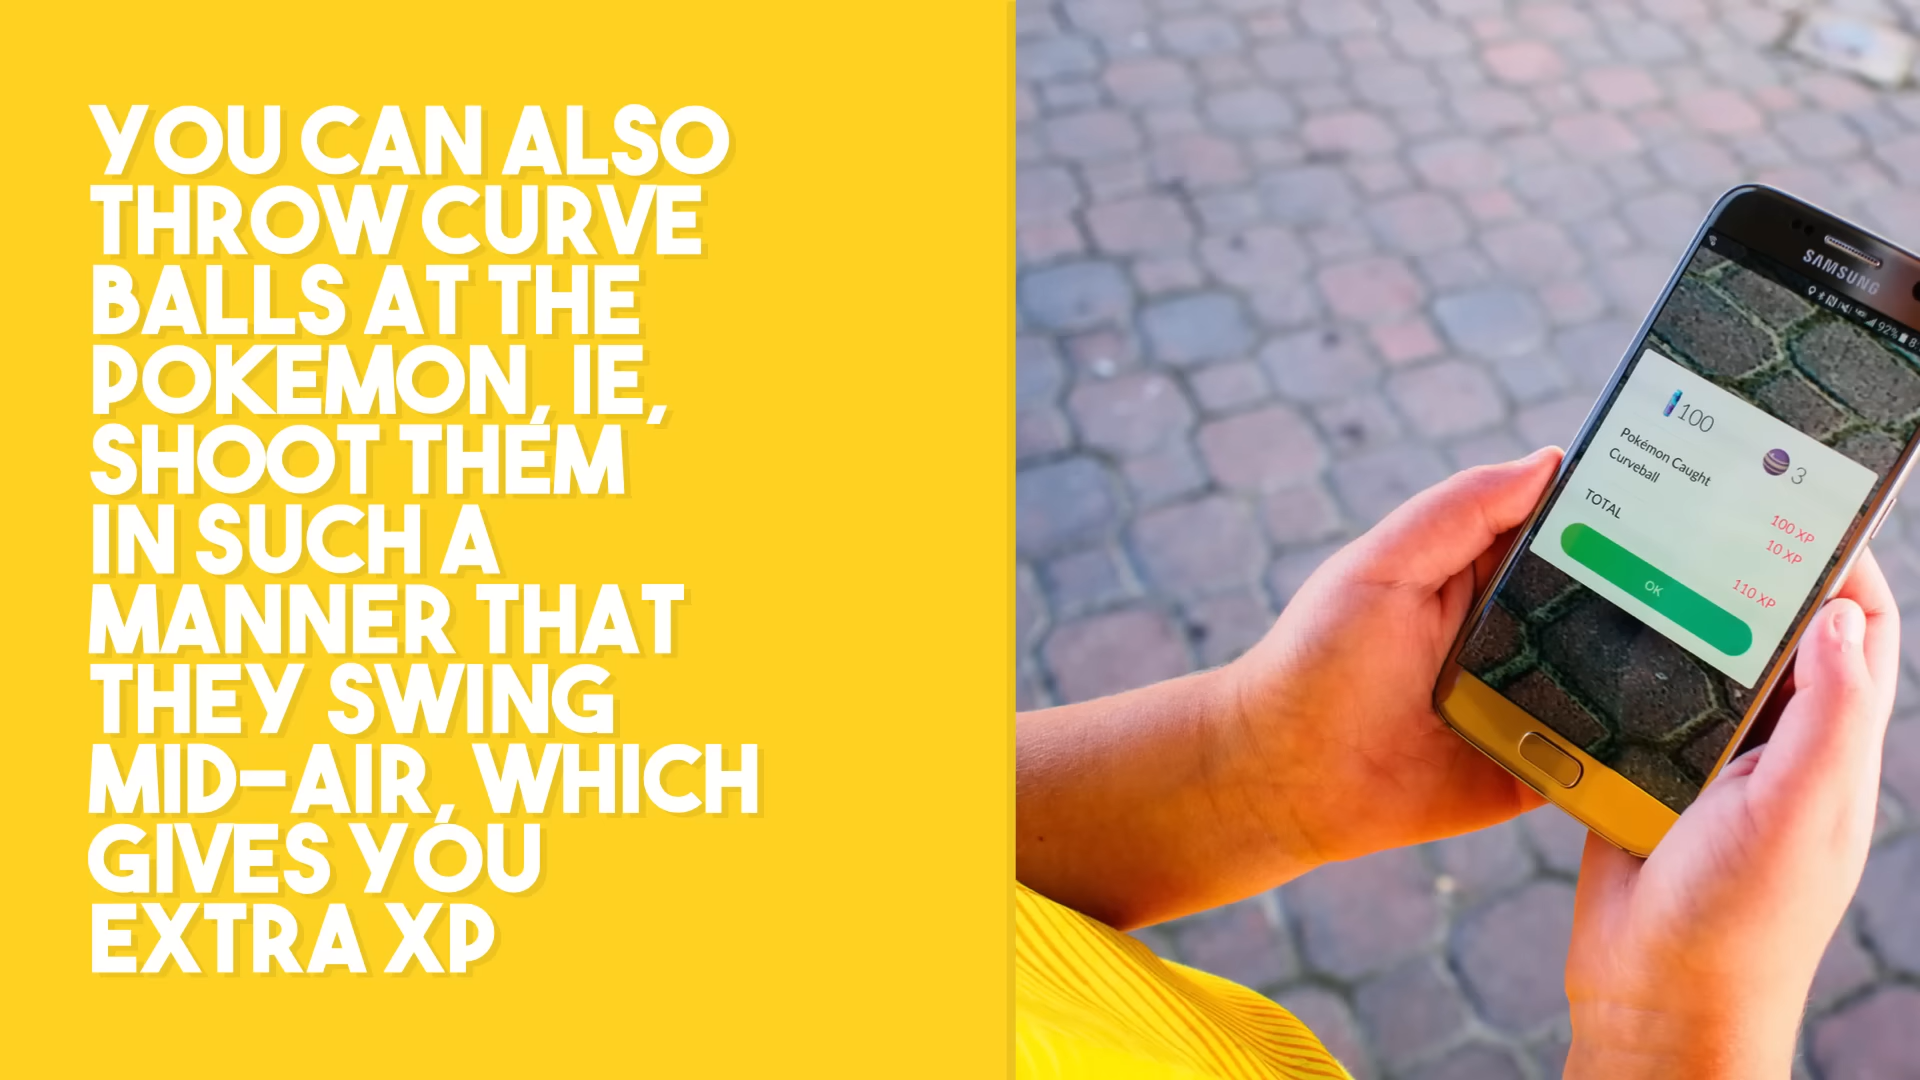 YOU CAN ALSO
THROW CURVE
BALLS AT THE
POKEMON, IE,
SHOOT THEM
IN SUCH A
MANNER THAT
THEY SWING
MID-AIR, WHICH
GIVES YOU
EXTRA XP
SAMSUNG
92%
100
3
Pokémon Caught
100 XP
Curveball
10 XP
TOTAL
110 XP
OK